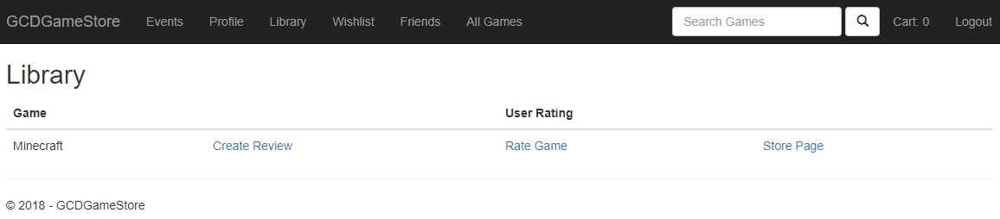 GCDGameStore Events Profile Library Wishlist Friends All Games Search Games Cart: 0 Logout
Library
Game User Rating
Minecraft Create Review Rate Game Store Page
© 2018 - GCDGameStore